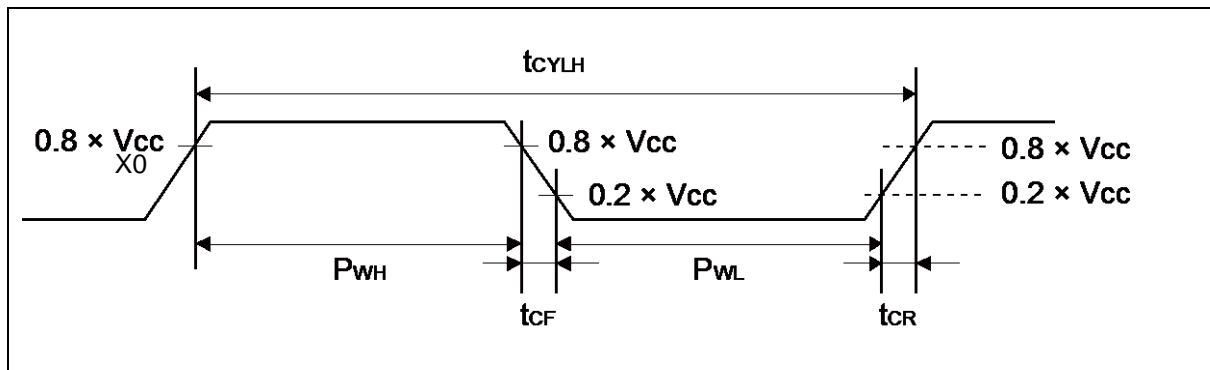 tCYLH
0.8 × Vcc
X0
0.8 × Vcc
0.8 × Vcc
0.2 × Vcc
0.2 × Vcc
PWH
PWL
tCF
tCR